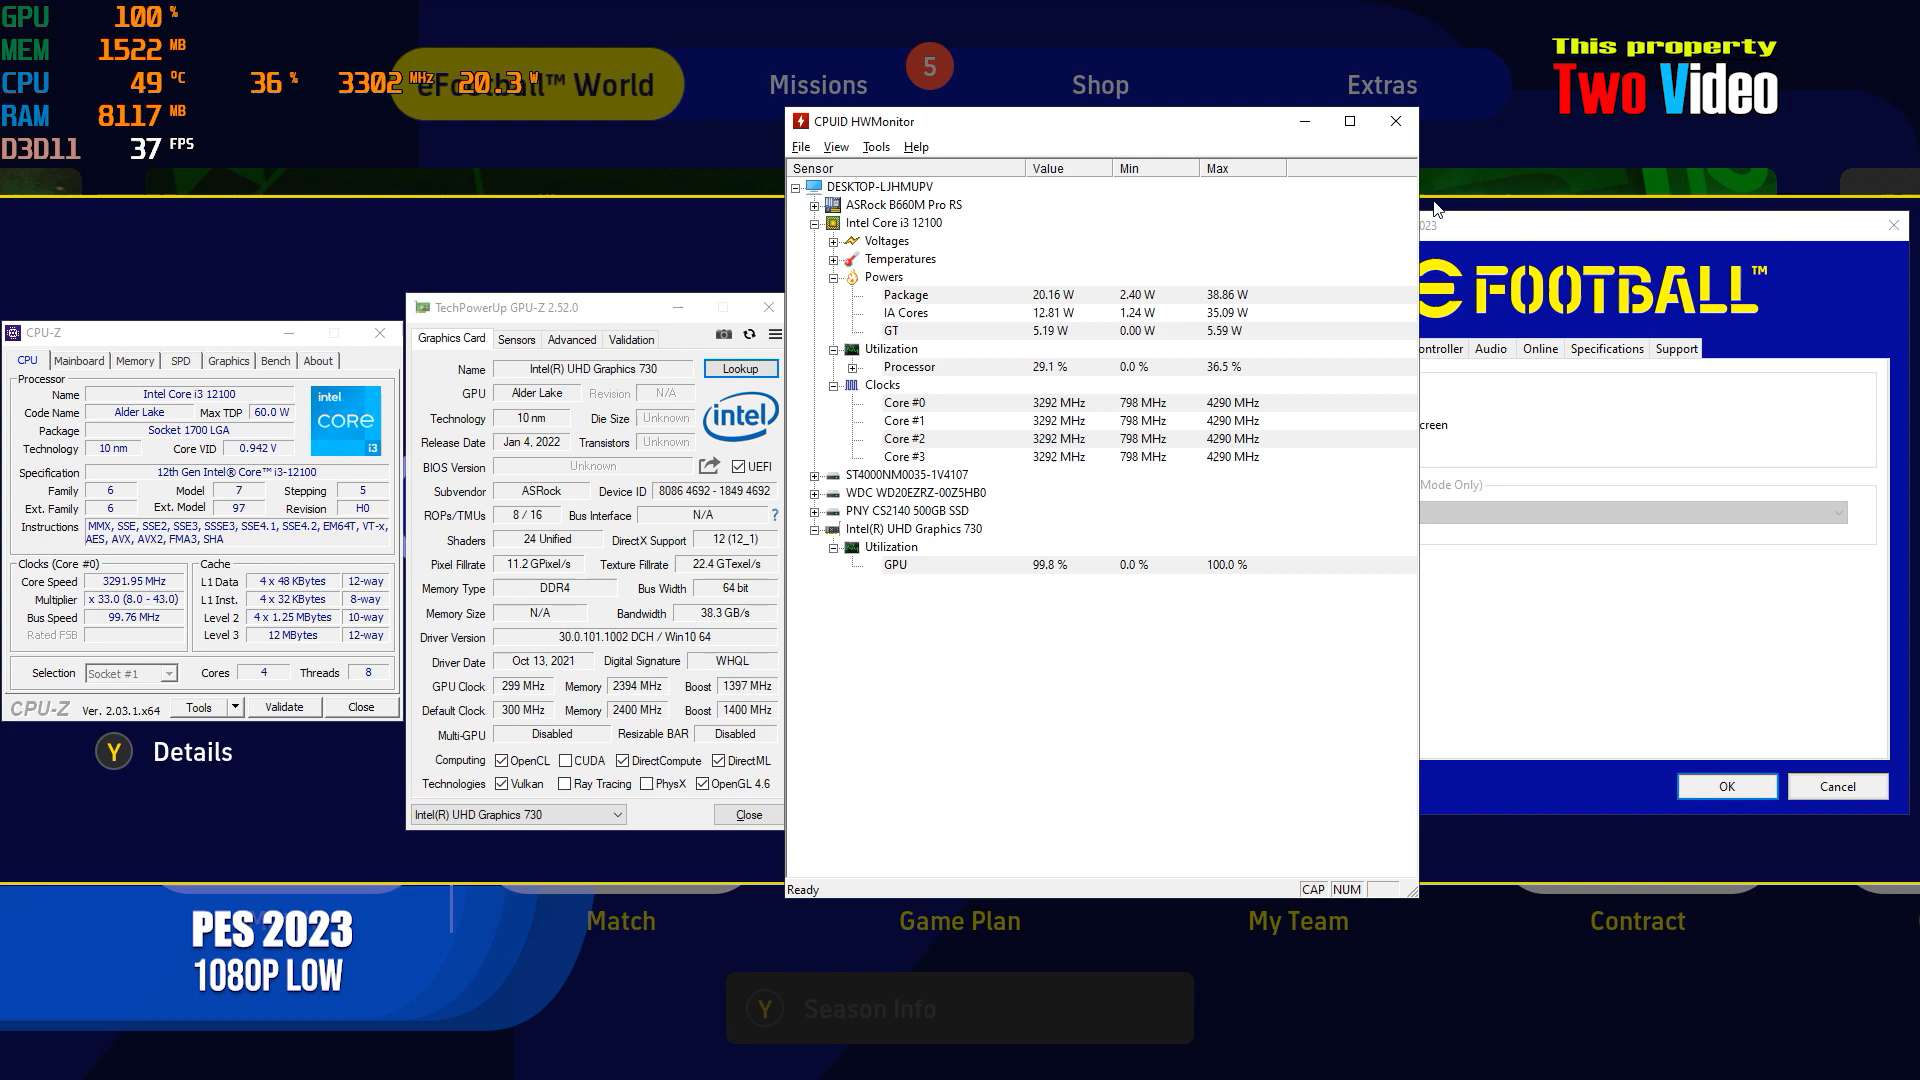 GPU 100 %
MEM 1522 MB
CPU 49 °C 36 % 3302 MHz 20.3 W
RAM 8117 MB
D3D11 37 FPS
eFootball™ World
Missions
5
Shop
Extras
This property
Two Video
CPUID HWMonitor
File View Tools Help
Sensor Value Min Max
DESKTOP-LJHMUPV
ASRock B660M Pro RS
Intel Core i3 12100
Voltages
Temperatures
Powers
Package 20.16 W 2.40 W 38.86 W
IA Cores 12.81 W 1.24 W 35.09 W
GT 5.19 W 0.00 W 5.59 W
Utilization
Processor 29.1 % 0.0 % 36.5 %
Clocks
Core #0 3292 MHz 798 MHz 4290 MHz
Core #1 3292 MHz 798 MHz 4290 MHz
Core #2 3292 MHz 798 MHz 4290 MHz
Core #3 3292 MHz 798 MHz 4290 MHz
ST4000NM0035-1V4107
WDC WD20EZRZ-00Z5HB0
PNY CS2140 500GB SSD
Intel(R) UHD Graphics 730
Utilization
GPU 99.8 % 0.0 % 100.0 %
Ready
CAP NUM
CPU-Z
CPU Mainboard Memory SPD Graphics Bench About
Processor
Name Intel Core i3 12100
Code Name Alder Lake Max TDP 60.0 W
Package Socket 1700 LGA
Technology 10 nm Core VID 0.942 V
intel
CORE
i3
Specification 12th Gen Intel® Core™ i3-12100
Family 6 Model 7 Stepping 5
Ext. Family 6 Ext. Model 97 Revision H0
Instructions MMX, SSE, SSE2, SSE3, SSSE3, SSE4.1, SSE4.2, EM64T, VT-x,
AES, AVX, AVX2, FMA3, SHA
Clocks (Core #0)
Core Speed 3291.95 MHz
Multiplier x 33.0 (8.0 - 43.0)
Bus Speed 99.76 MHz
Rated FSB
Cache
L1 Data 4 x 48 KBytes 12-way
L1 Inst. 4 x 32 KBytes 8-way
Level 2 4 x 1.25 MBytes 10-way
Level 3 12 MBytes 12-way
Selection Socket #1 Cores 4 Threads 8
CPU-Z Ver. 2.03.1.x64 Tools Validate Close
TechPowerUp GPU-Z 2.52.0
Graphics Card Sensors Advanced Validation
Name Intel(R) UHD Graphics 730 Lookup
GPU Alder Lake Revision N/A
Technology 10 nm Die Size Unknown
Release Date Jan 4, 2022 Transistors Unknown
intel
BIOS Version Unknown UEFI
Subvendor ASRock Device ID 8086 4692 - 1849 4692
ROPs/TMUs 8 / 16 Bus Interface N/A ?
Shaders 24 Unified DirectX Support 12 (12_1)
Pixel Fillrate 11.2 GPixel/s Texture Fillrate 22.4 GTexel/s
Memory Type DDR4 Bus Width 64 bit
Memory Size N/A Bandwidth 38.3 GB/s
Driver Version 30.0.101.1002 DCH / Win10 64
Driver Date Oct 13, 2021 Digital Signature WHQL
GPU Clock 299 MHz Memory 2394 MHz Boost 1397 MHz
Default Clock 300 MHz Memory 2400 MHz Boost 1400 MHz
Multi-GPU Disabled Resizable BAR Disabled
Computing OpenCL CUDA DirectCompute DirectML
Technologies Vulkan Ray Tracing PhysX OpenGL 4.6
Intel(R) UHD Graphics 730 Close
023
FOOTBALL™
ontroller Audio Online Specifications Support
creen
Mode Only)
OK Cancel
Y Details
PES 2023
1080P LOW
Match
Game Plan
My Team
Contract
Y Season Info